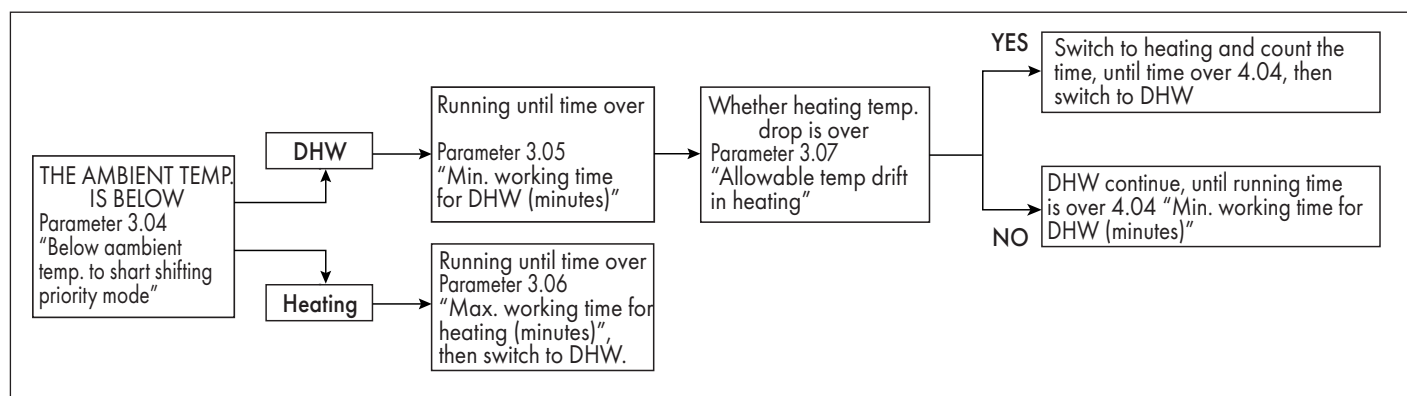 THE AMBIENT TEMP.
IS BELOW
Parameter 3.04
“Below aambient
temp. to shart shifting
priority mode”
DHW
Running until time over
Parameter 3.05
“Min. working time
for DHW (minutes)”
Whether heating temp.
drop is over
Parameter 3.07
“Allowable temp drift
in heating”
YES
Switch to heating and count the
time, until time over 4.04, then
switch to DHW
NO
DHW continue, until running time
is over 4.04 “Min. working time for
DHW (minutes)”
Heating
Running until time over
Parameter 3.06
“Max. working time for
heating (minutes)”,
then switch to DHW.